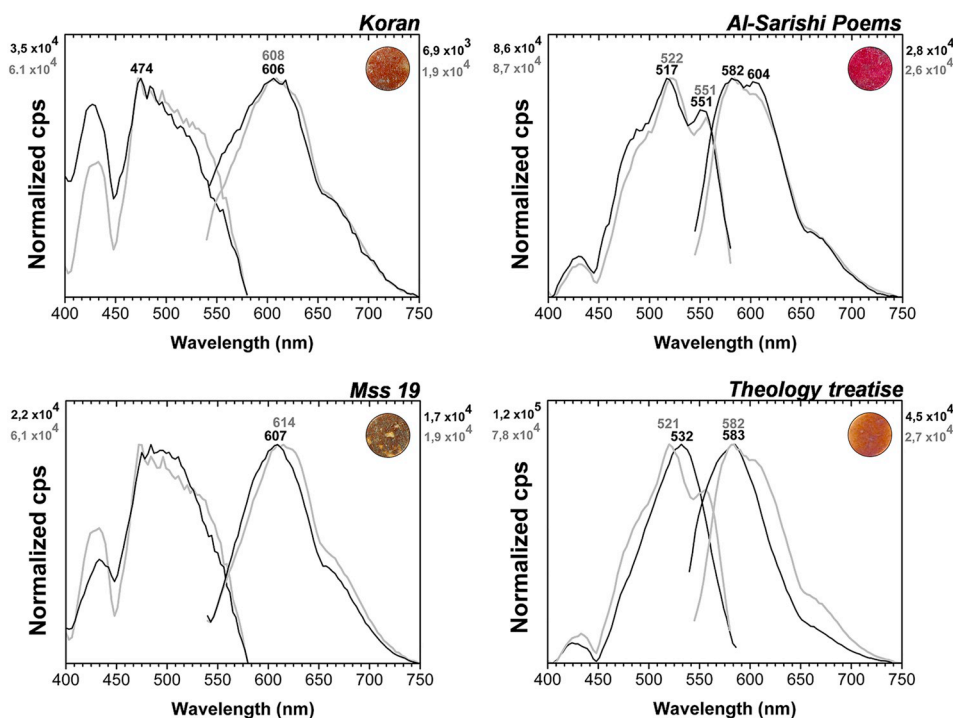 Koran
3,5 x10⁴
6.1 x10⁴
6,9 x10³
1,9 x10⁴
474
608
606
Normalized cps
400 450 500 550 600 650 700 750
Wavelength (nm)
Al-Sarishi Poems
8,6 x10⁴
8,7 x10⁴
2,8 x10⁴
2,6 x10⁴
522
517
551
551
582
604
Normalized cps
400 450 500 550 600 650 700 750
Wavelength (nm)
Mss 19
2,2 x10⁴
6,1 x10⁴
1,7 x10⁴
1,9 x10⁴
614
607
Normalized cps
400 450 500 550 600 650 700 750
Wavelength (nm)
Theology treatise
1,2 x10⁵
7,8 x10⁴
4,5 x10⁴
2,7 x10⁴
521
532
582
583
Normalized cps
400 450 500 550 600 650 700 750
Wavelength (nm)